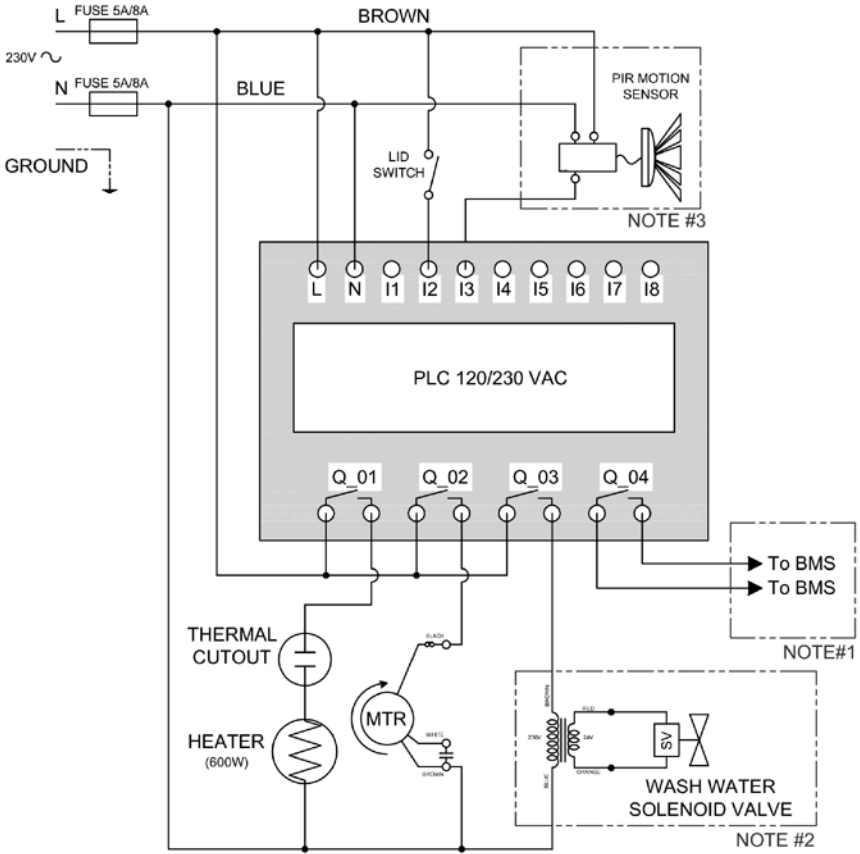 L
FUSE 5A/8A
BROWN
230V
N
FUSE 5A/8A
BLUE
GROUND
PIR MOTION
SENSOR
LID
SWITCH
NOTE #3
L N I1 I2 I3 I4 I5 I6 I7 I8
PLC 120/230 VAC
Q_01 Q_02 Q_03 Q_04
To BMS
To BMS
NOTE#1
THERMAL
CUTOUT
BLACK
MTR
WHITE
BROWN
HEATER
(600W)
BROWN
RED
230V
24V
SV
BLUE
ORANGE
WASH WATER
SOLENOID VALVE
NOTE #2